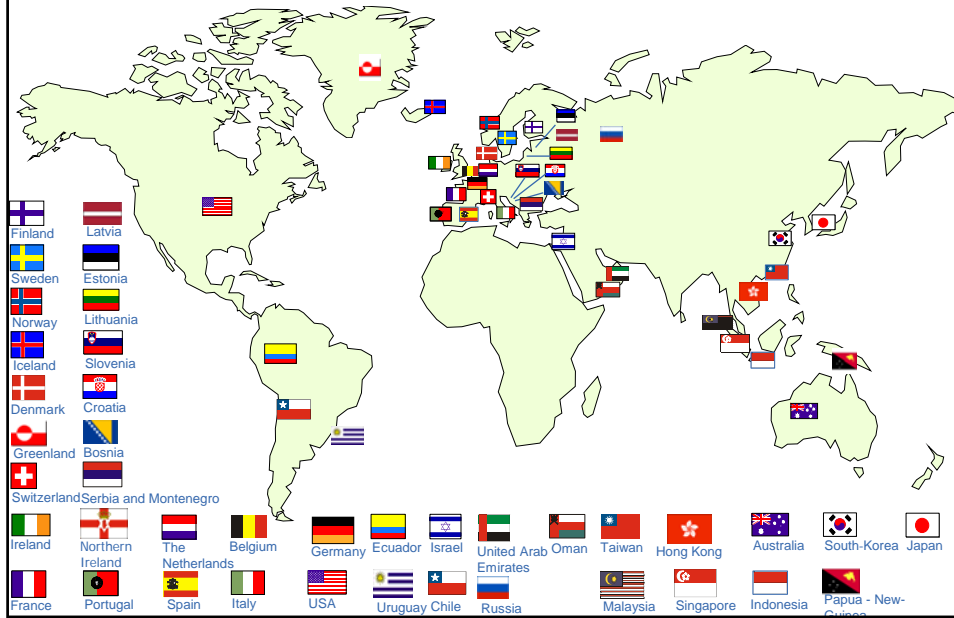 Finland
Latvia
Sweden
Estonia
Norway
Lithuania
Iceland
Slovenia
Denmark
Croatia
Greenland
Bosnia
Switzerland
Serbia and Montenegro
Ireland
Northern
Ireland
The
Netherlands
Belgium
Germany
Ecuador
Israel
United Arab
Emirates
Oman
Taiwan
Hong Kong
Australia
South-Korea
Japan
France
Portugal
Spain
Italy
USA
Uruguay
Chile
Russia
Malaysia
Singapore
Indonesia
Papua - New-
Guinea